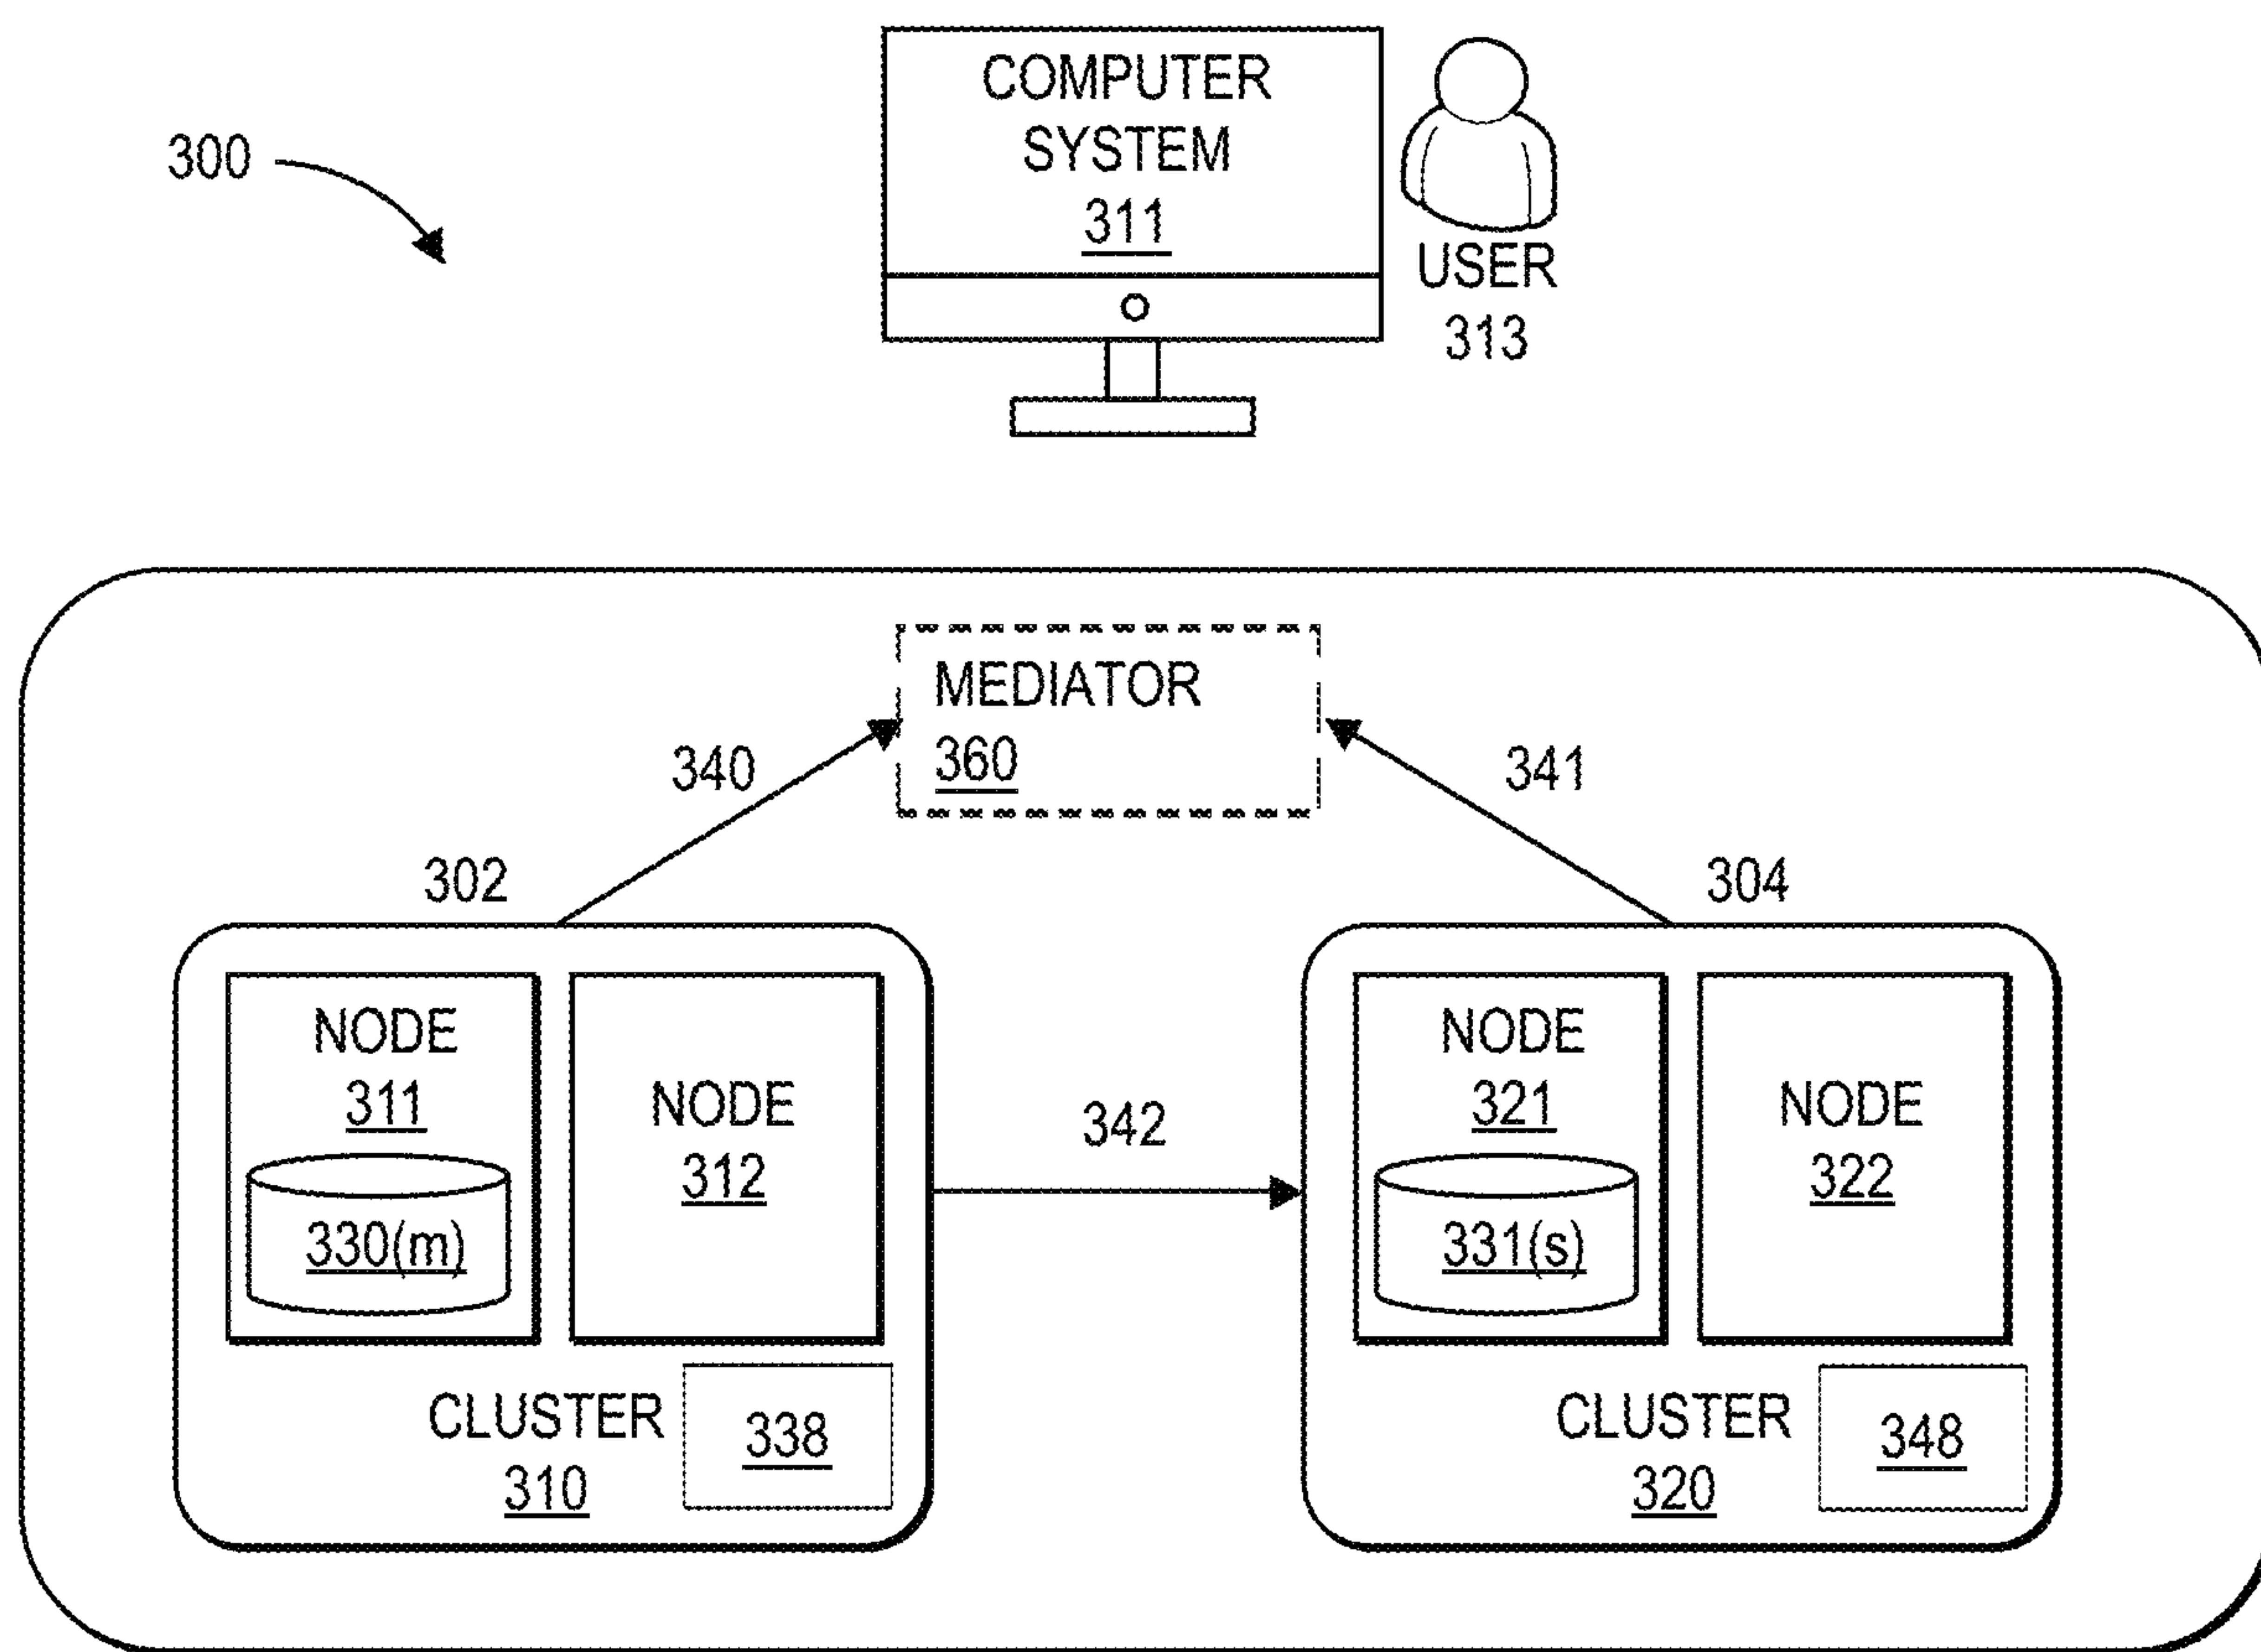 COMPUTER
SYSTEM
311
USER
313
300
MEDIATOR
360
340
341
302
304
NODE
311
330(m)
NODE
312
CLUSTER
310
338
342
NODE
321
331(s)
NODE
322
CLUSTER
320
348